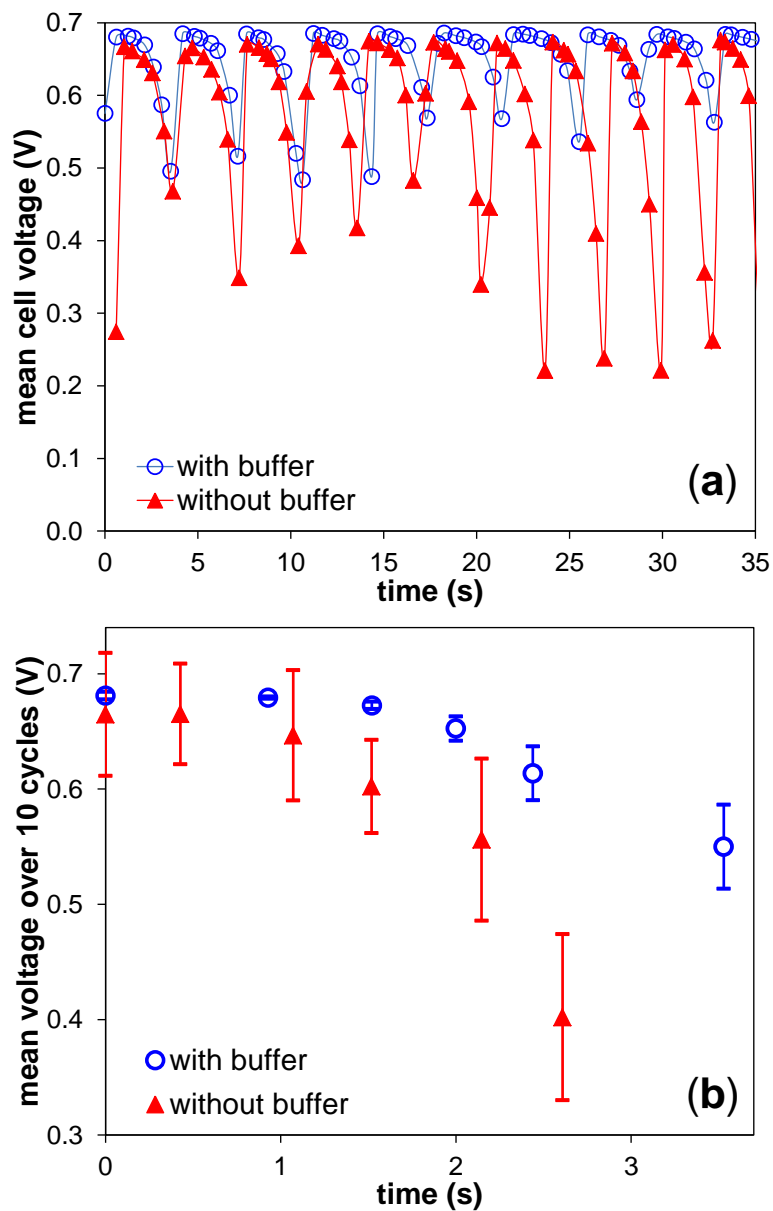 mean cell voltage (V)
0.7
0.6
0.5
0.4
0.3
0.2
0.1
0.0
with buffer
without buffer
(a)
0 5 10 15 20 25 30 35
time (s)
mean voltage over 10 cycles (V)
0.7
0.6
0.5
0.4
0.3
with buffer
without buffer
(b)
0 1 2 3
time (s)